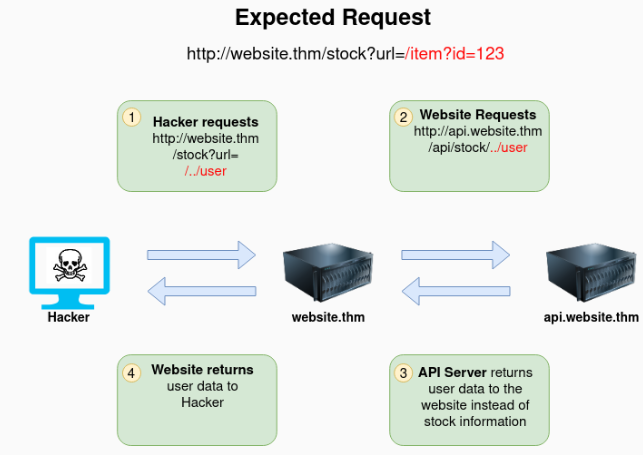 Expected Request
http://website.thm/stock?url=/item?id=123
1
Hacker requests
http://website.thm
/stock?url=
/../user
2
Website Requests
http://api.website.thm
/api/stock/../user
Hacker
website.thm
api.website.thm
4
Website returns
user data to
Hacker
3
API Server returns
user data to the
website instead of
stock information